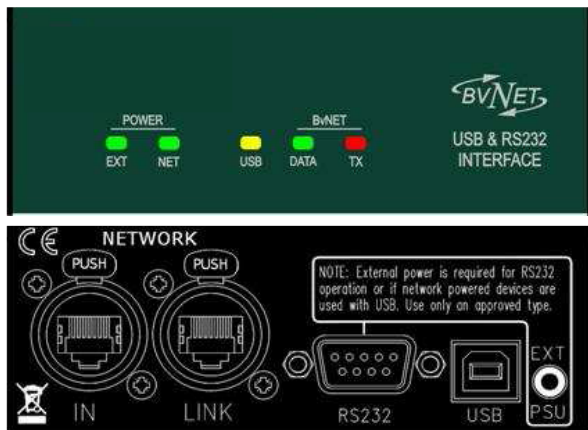 BVNET
POWER
BvNET
USB & RS232
INTERFACE
EXT
NET
USB
DATA
TX
CE
NETWORK
PUSH
PUSH
NOTE: External power is required for RS232
operation or if network powered devices are
used with USB. Use only an approved type.
EXT
IN
LINK
RS232
USB
PSU